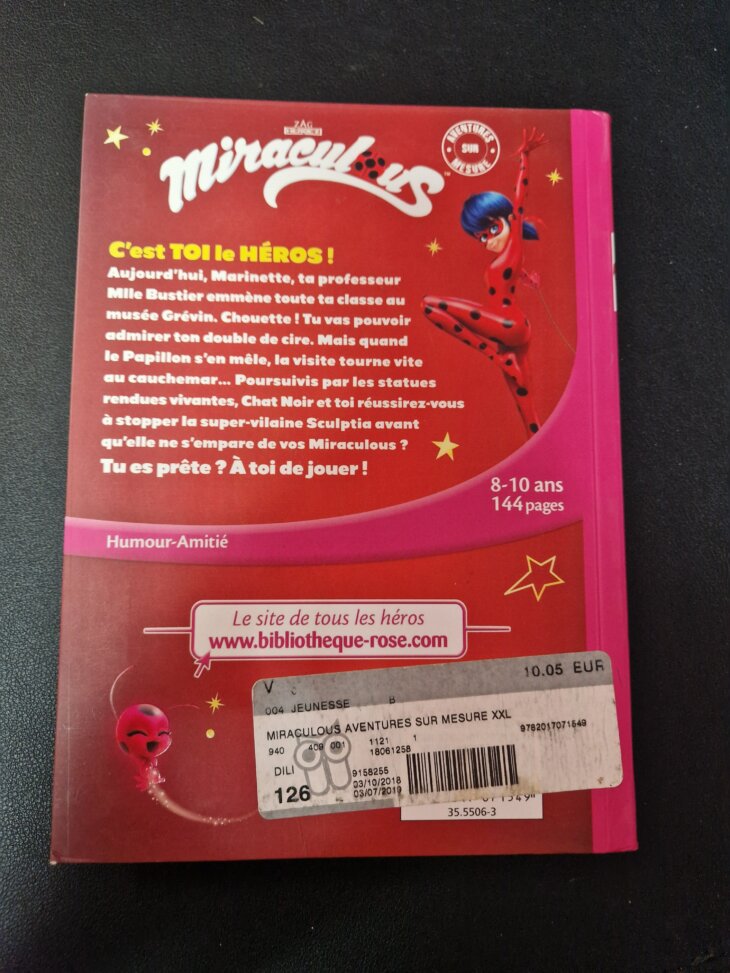 ZAG
Miraculous
AVENTURES
SUR
MESURE
C'est TOI le HÉROS !
Aujourd'hui, Marinette, ta professeur
Mlle Bustier emmène toute ta classe au
musée Grévin. Chouette ! Tu vas pouvoir
admirer ton double de cire. Mais quand
le Papillon s'en mêle, la visite tourne vite
au cauchemar... Poursuivis par les statues
rendues vivantes, Chat Noir et toi réussirez-vous
à stopper la super-vilaine Sculptia avant
qu'elle ne s'empare de vos Miraculous ?
Tu es prête ? À toi de jouer !
8-10 ans
144 pages
Humour-Amitié
Le site de tous les héros
www.bibliotheque-rose.com
V 10.05 EUR
004 JEUNESSE B
MIRACULOUS AVENTURES SUR MESURE XXL 9782017071549
940 409 001 1121 1
18061258
DILI 9158255
126 03/10/2018
03/07/2019
35.5506-3